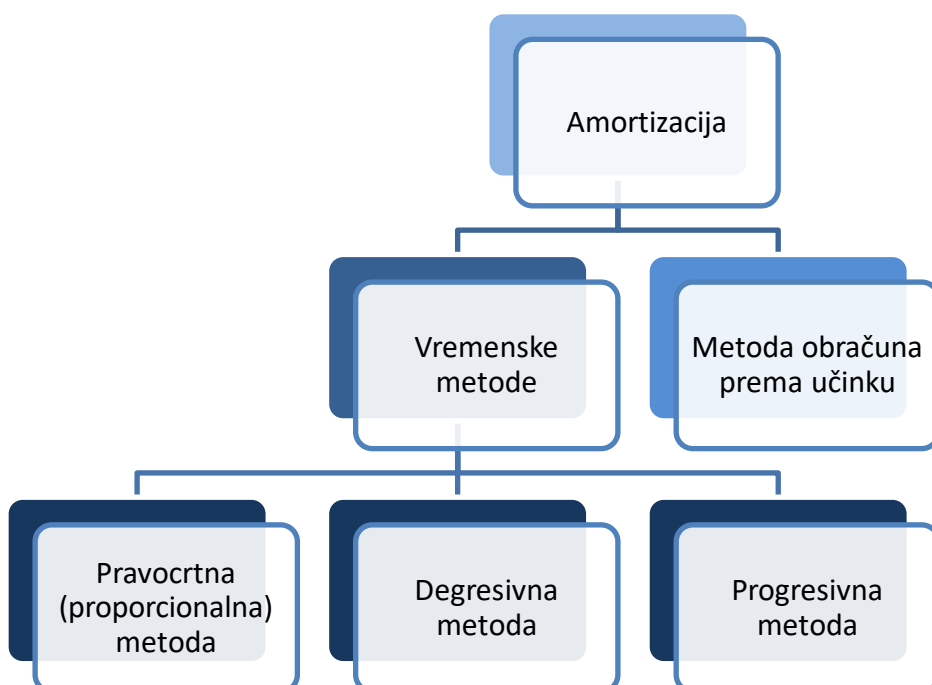 Amortizacija
Vremenske
metode
Metoda obračuna
prema učinku
Pravocrtna
(proporcionalna)
metoda
Degresivna
metoda
Progresivna
metoda